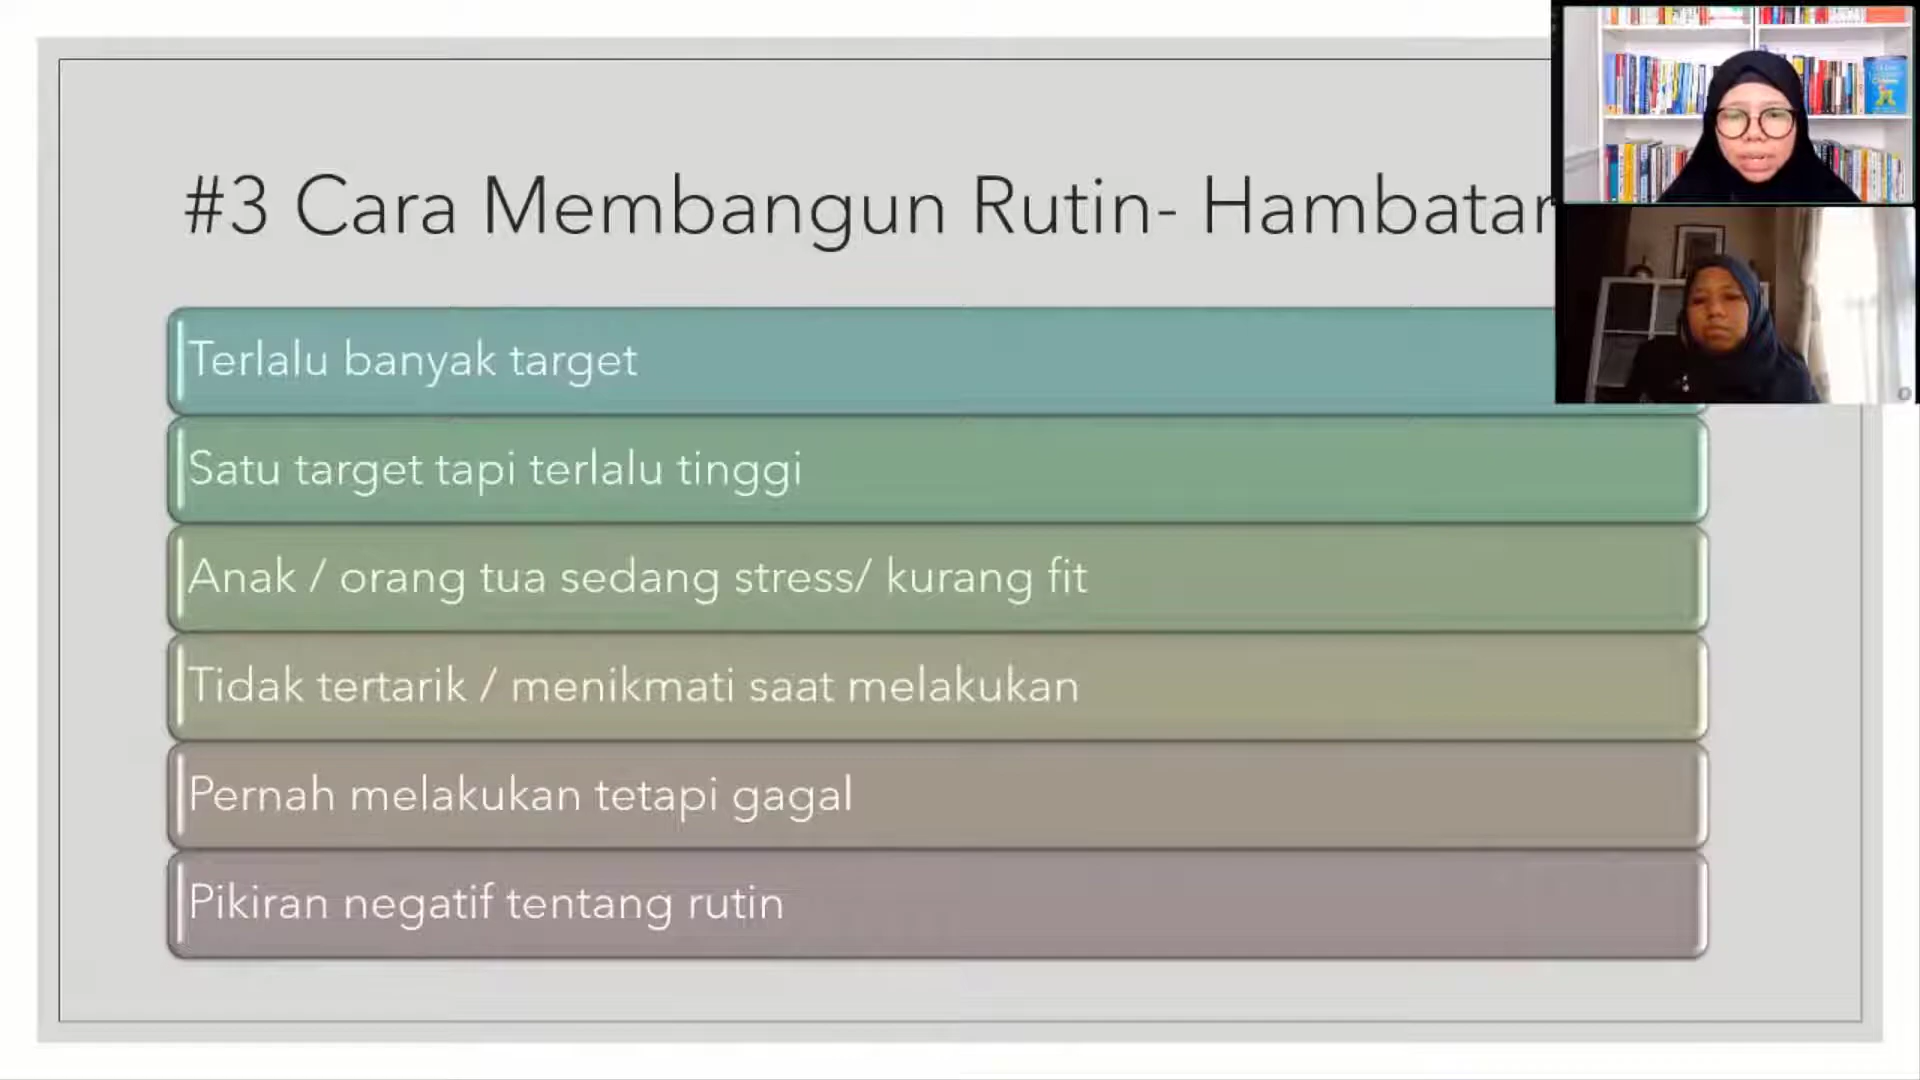 #3 Cara Membangun Rutin- Hambatan
Terlalu banyak target
Satu target tapi terlalu tinggi
Anak / orang tua sedang stress/ kurang fit
Tidak tertarik / menikmati saat melakukan
Pernah melakukan tetapi gagal
Pikiran negatif tentang rutin